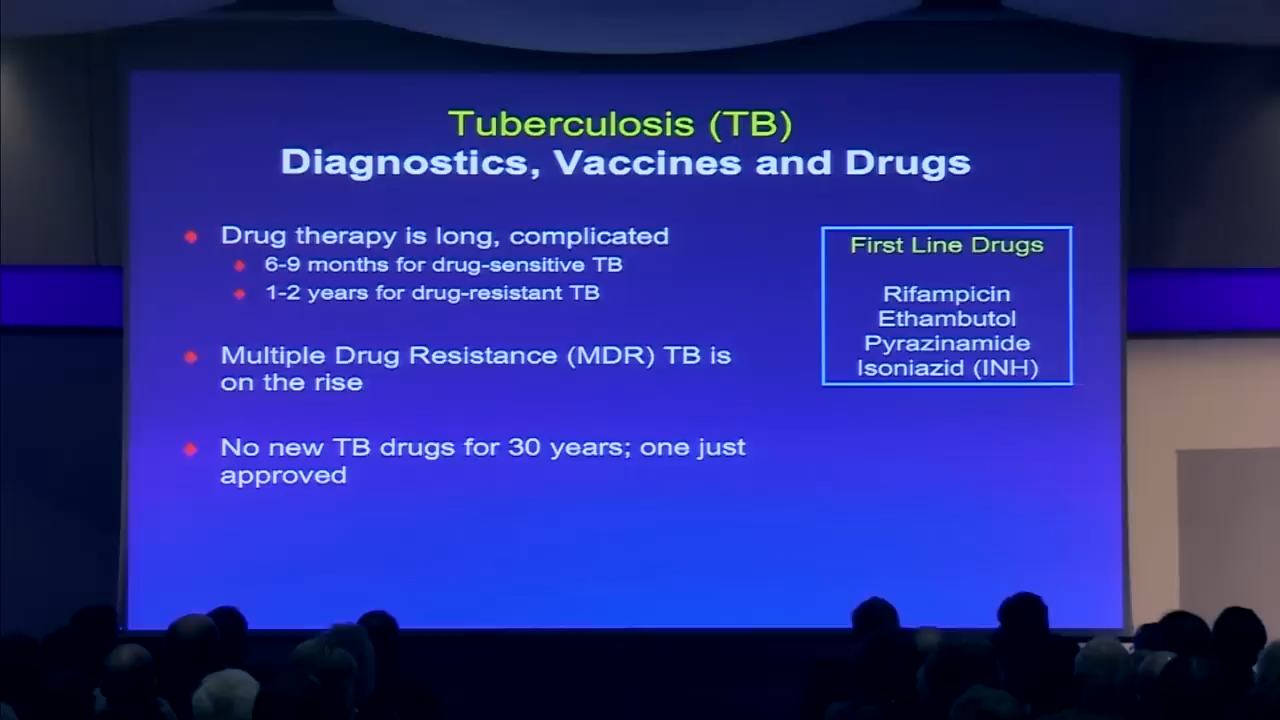 Tuberculosis (TB)
Diagnostics, Vaccines and Drugs
Drug therapy is long, complicated
6-9 months for drug-sensitive TB
1-2 years for drug-resistant TB
Multiple Drug Resistance (MDR) TB is
on the rise
No new TB drugs for 30 years; one just
approved
First Line Drugs
Rifampicin
Ethambutol
Pyrazinamide
Isoniazid (INH)